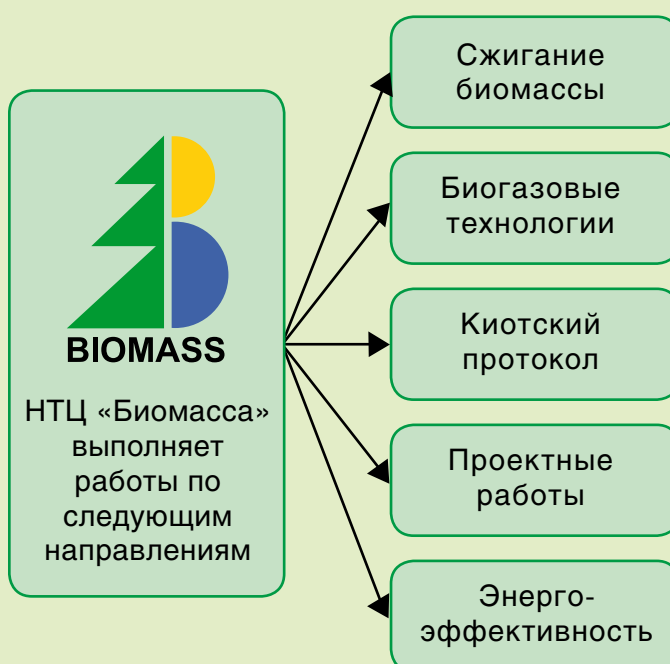 BIOMASS
НТЦ «Биомасса»
выполняет
работы по
следующим
направлениям
Сжигание
биомассы
Биогазовые
технологии
Киотский
протокол
Проектные
работы
Энерго-
эффективность